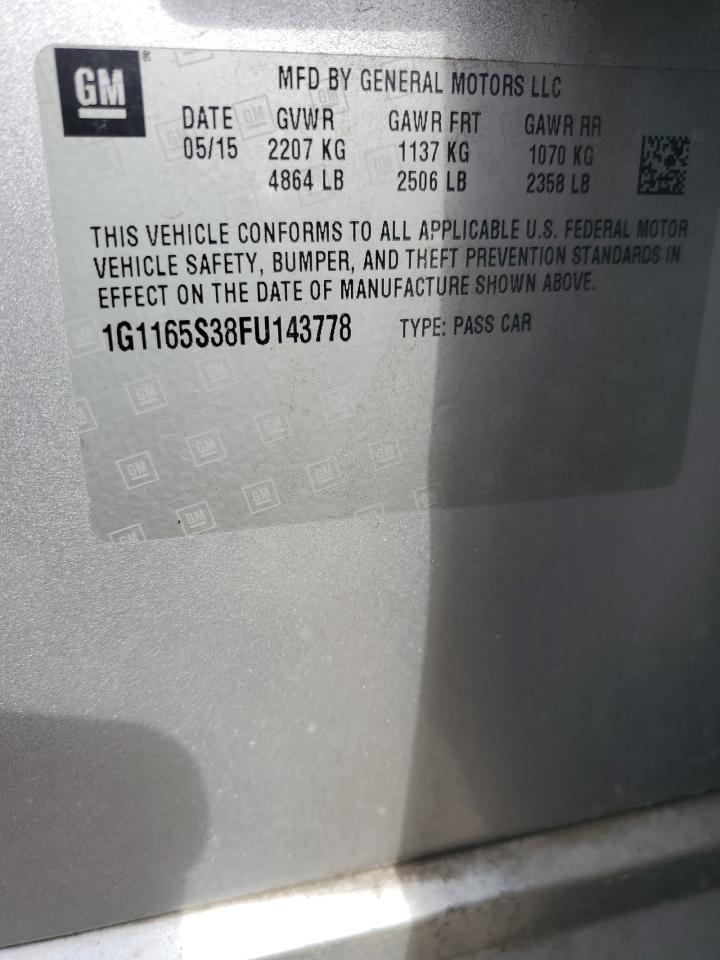 GM
MFD BY GENERAL MOTORS LLC
DATE GVWR GAWR FRT GAWR RR
05/15 2207 KG 1137 KG 1070 KG
4864 LB 2506 LB 2358 LB
THIS VEHICLE CONFORMS TO ALL APPLICABLE U.S. FEDERAL MOTOR
VEHICLE SAFETY, BUMPER, AND THEFT PREVENTION STANDARDS IN
EFFECT ON THE DATE OF MANUFACTURE SHOWN ABOVE.
1G1165S38FU143778 TYPE: PASS CAR